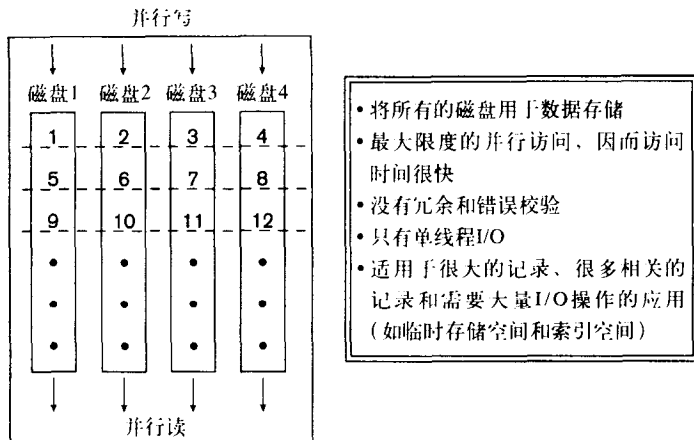 并行写
磁盘1 磁盘2 磁盘3 磁盘4
1 2 3 4
5 6 7 8
9 10 11 12
并行读
• 将所有的磁盘用于数据存储
• 最大限度的并行访问、因而访问
时间很快
• 没有冗余和错误校验
• 只有单线程I/O
• 适用于很大的记录、很多相关的
记录和需要大量I/O操作的应用
(如临时存储空间和索引空间)